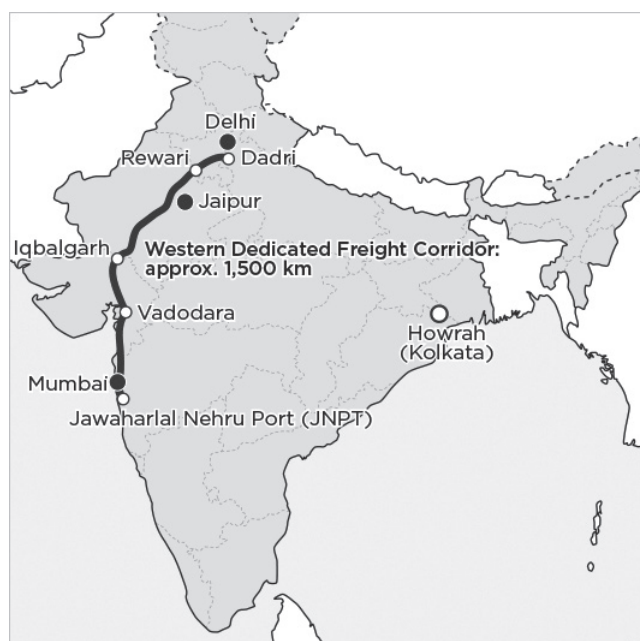 Delhi
Rewari
Dadri
Jaipur
Iqbalgarh
Western Dedicated Freight Corridor:
approx. 1,500 km
Vadodara
Howrah
(Kolkata)
Mumbai
Jawaharlal Nehru Port (JNPT)